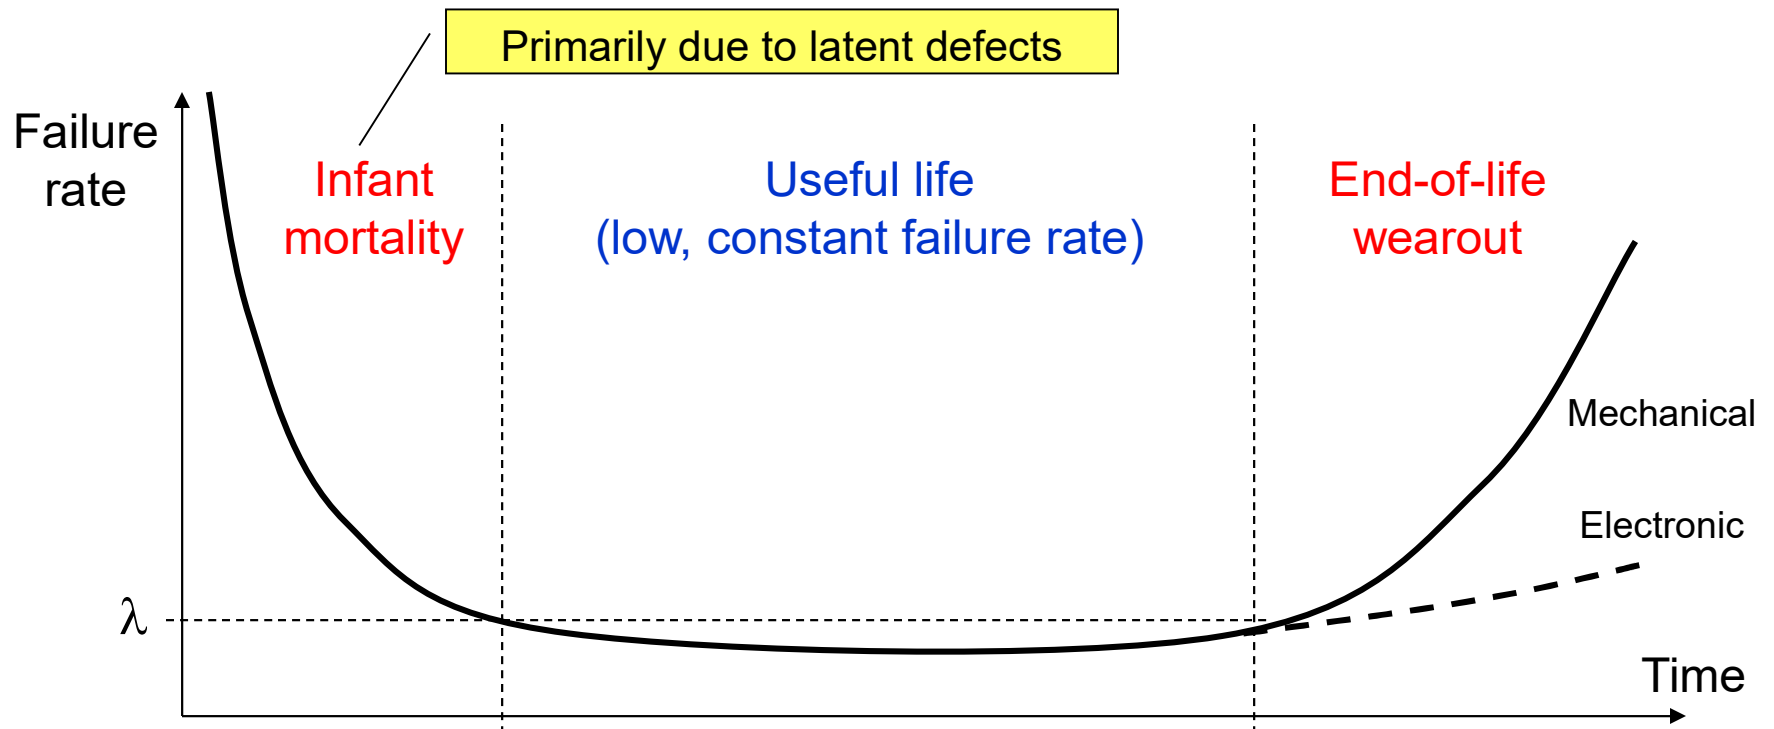 Primarily due to latent defects
Failure
rate
Infant
mortality
Useful life
(low, constant failure rate)
End-of-life
wearout
Mechanical
Electronic
λ
Time